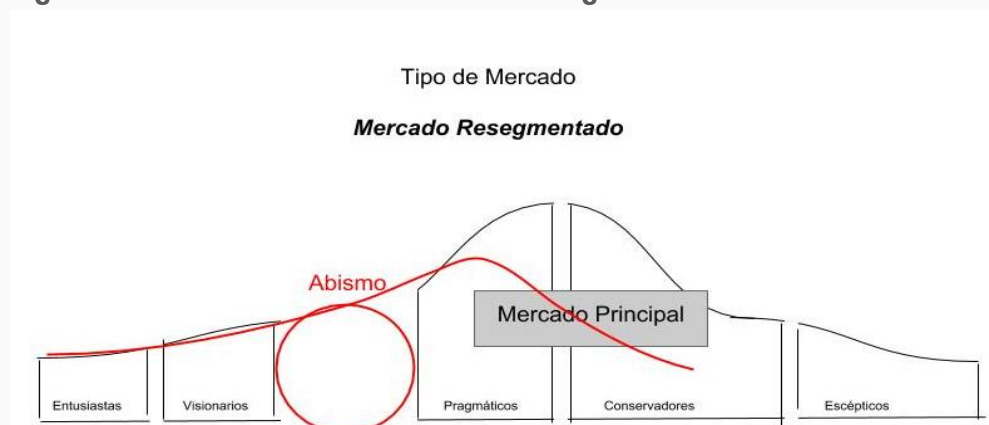 Tipo de Mercado
Mercado Resegmentado
Abismo
Mercado Principal
Entusiastas
Visionarios
Pragmáticos
Conservadores
Escépticos